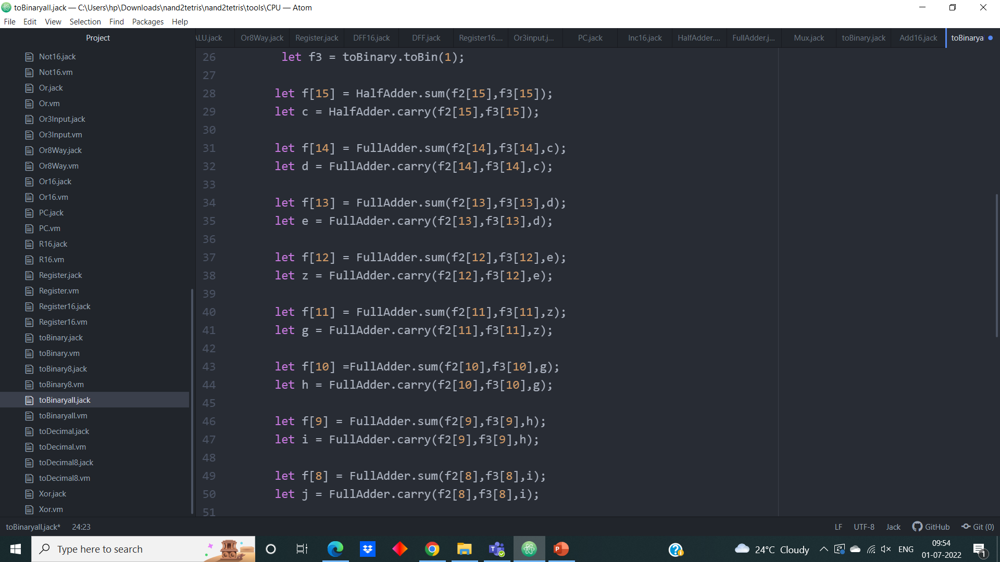 toBinaryall.jack — C:\Users\hp\Downloads\nand2tetris\nand2tetris\tools\CPU — Atom
File Edit View Selection Find Packages Help
Project
ALU.jack Or8Way.jack Register.jack DFF16.jack DFF.jack Register16.... Or3input.j... PC.jack Inc16.jack HalfAdder.... FullAdder.j... Mux.jack toBinary.jack Add16.jack toBinarya
Not16.jack
Not16.vm
Or.jack
Or.vm
Or3Input.jack
Or3Input.vm
Or8Way.jack
Or8Way.vm
Or16.jack
Or16.vm
PC.jack
PC.vm
R16.jack
R16.vm
Register.jack
Register.vm
Register16.jack
Register16.vm
toBinary.jack
toBinary.vm
toBinary8.jack
toBinary8.vm
toBinaryall.jack
toBinaryall.vm
toDecimal.jack
toDecimal.vm
toDecimal8.jack
toDecimal8.vm
Xor.jack
Xor.vm
26 let f3 = toBinary.toBin(1);
27
28 let f[15] = HalfAdder.sum(f2[15],f3[15]);
29 let c = HalfAdder.carry(f2[15],f3[15]);
30
31 let f[14] = FullAdder.sum(f2[14],f3[14],c);
32 let d = FullAdder.carry(f2[14],f3[14],c);
33
34 let f[13] = FullAdder.sum(f2[13],f3[13],d);
35 let e = FullAdder.carry(f2[13],f3[13],d);
36
37 let f[12] = FullAdder.sum(f2[12],f3[12],e);
38 let z = FullAdder.carry(f2[12],f3[12],e);
39
40 let f[11] = FullAdder.sum(f2[11],f3[11],z);
41 let g = FullAdder.carry(f2[11],f3[11],z);
42
43 let f[10] =FullAdder.sum(f2[10],f3[10],g);
44 let h = FullAdder.carry(f2[10],f3[10],g);
45
46 let f[9] = FullAdder.sum(f2[9],f3[9],h);
47 let i = FullAdder.carry(f2[9],f3[9],h);
48
49 let f[8] = FullAdder.sum(f2[8],f3[8],i);
50 let j = FullAdder.carry(f2[8],f3[8],i);
51
toBinaryall.jack* 24:23 LF UTF-8 Jack GitHub Git (0)
Type here to search 24°C Cloudy ENG 09:54
01-07-2022 1